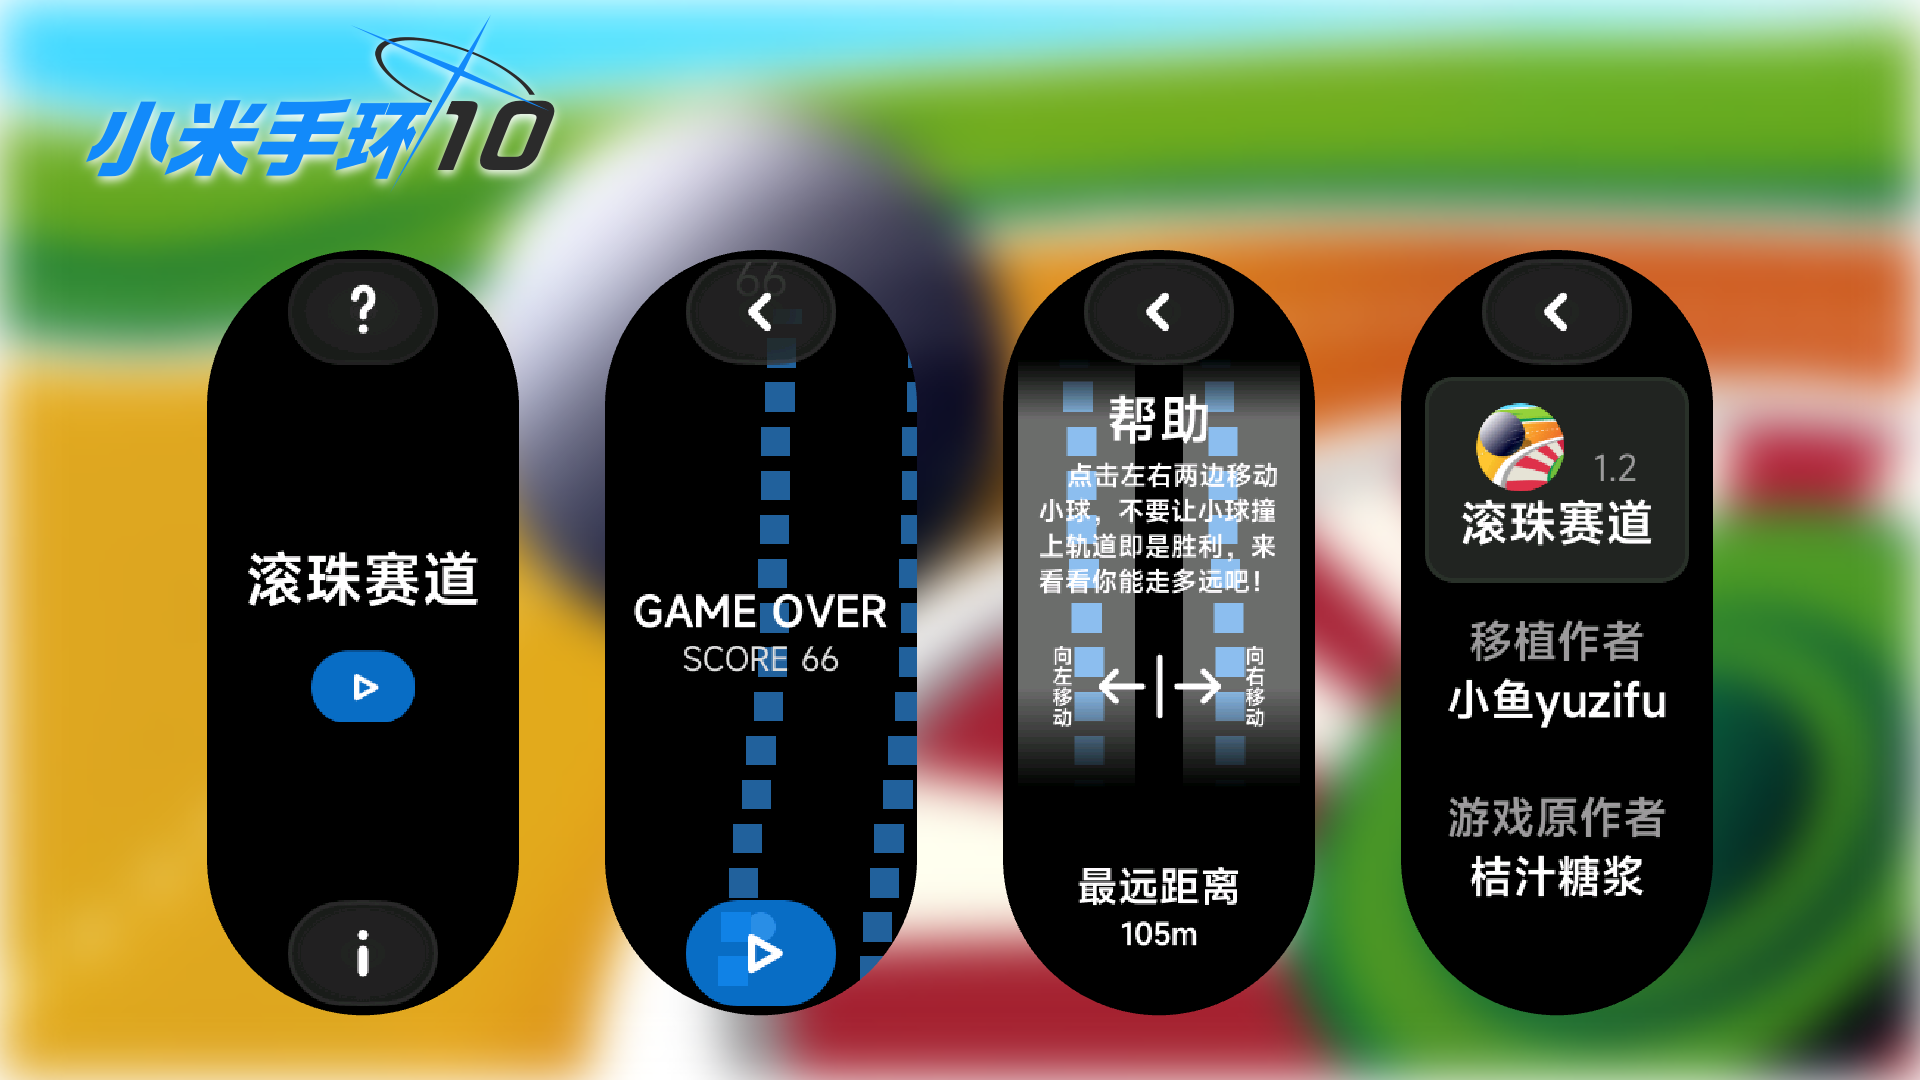 小米手环10
?
滚珠赛道
66
GAME OVER
SCORE 66
帮助
点击左右两边移动
小球，不要让小球撞
上轨道即是胜利，来
看看你能走多远吧！
向左移动
向右移动
最远距离
105m
1.2
滚珠赛道
移植作者
小鱼yuzifu
游戏原作者
桔汁糖浆